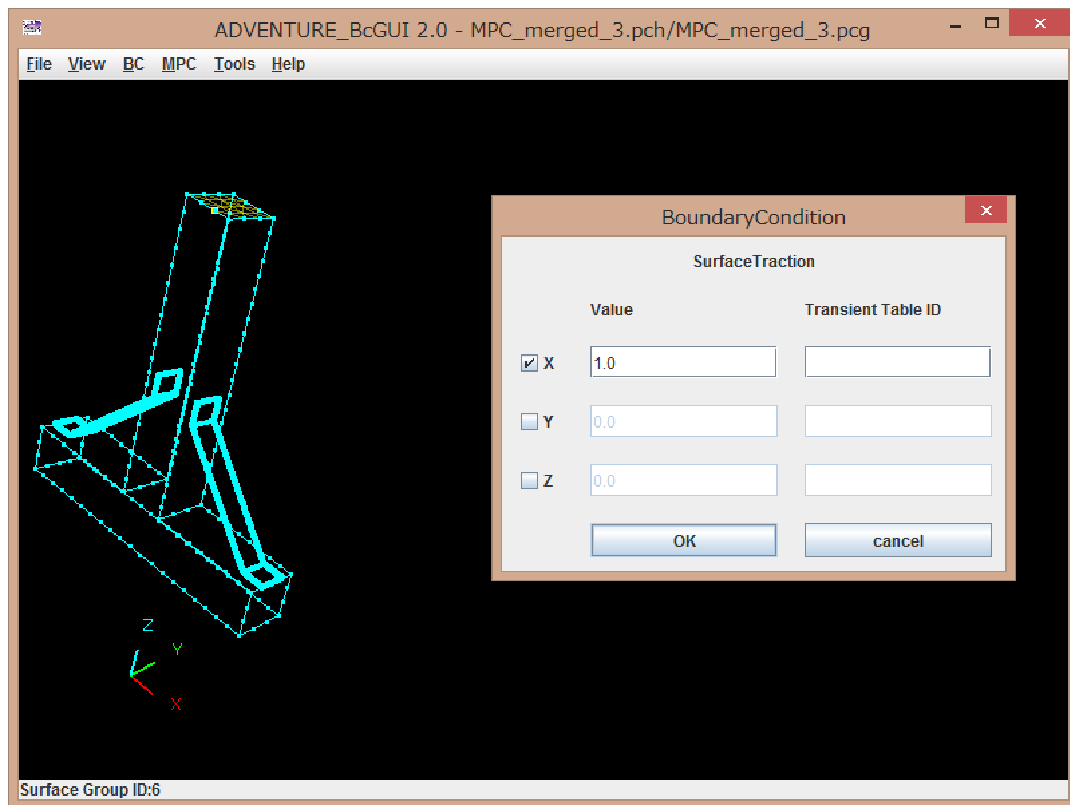 ADVENTURE_BcGUI 2.0 - MPC_merged_3.pch/MPC_merged_3.pcg
File View BC MPC Tools Help
BoundaryCondition
SurfaceTraction
Value Transient Table ID
X 1.0
Y 0.0
Z 0.0
OK cancel
Z
Y
X
Surface Group ID:6